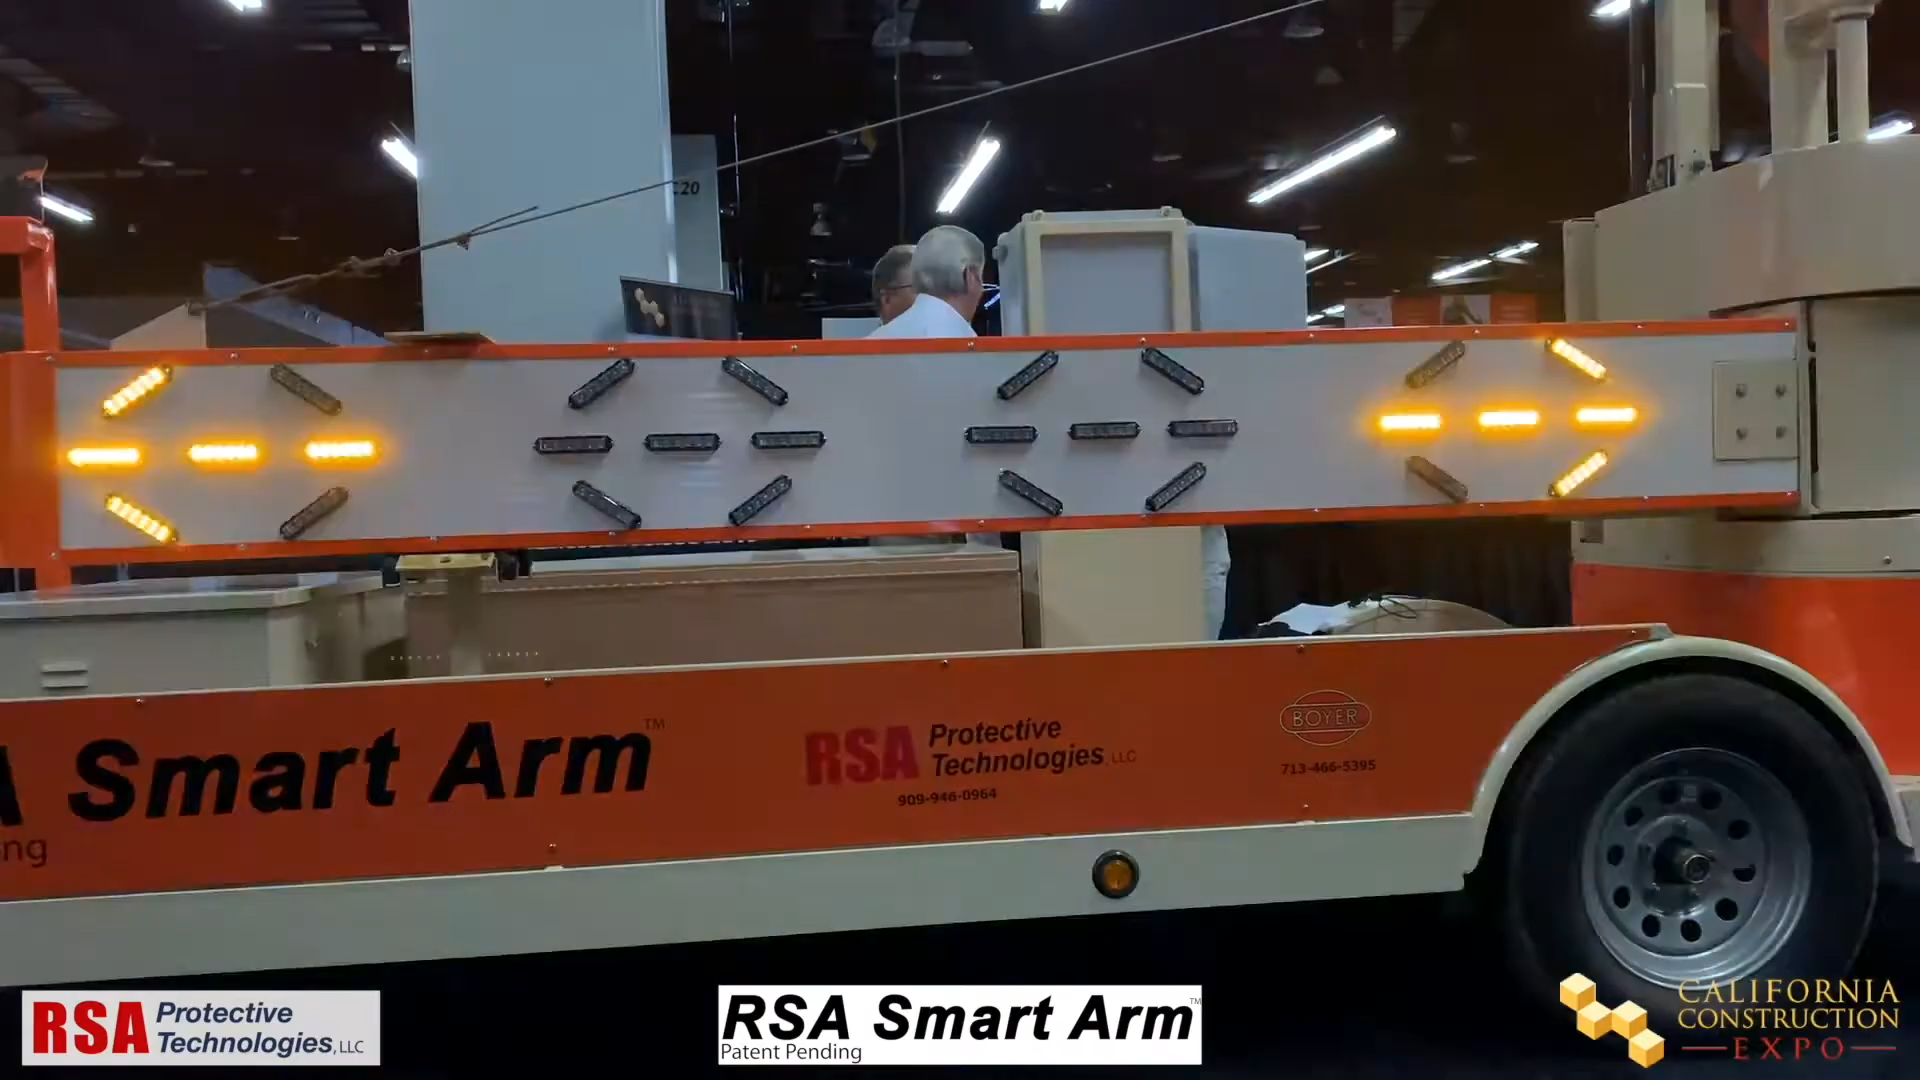 C20
A Smart Arm™
ng
RSA Protective
Technologies, LLC
909-946-0964
BOYER
713-466-5395
RSA Protective
Technologies, LLC
RSA Smart Arm™
Patent Pending
CALIFORNIA
CONSTRUCTION
EXPO